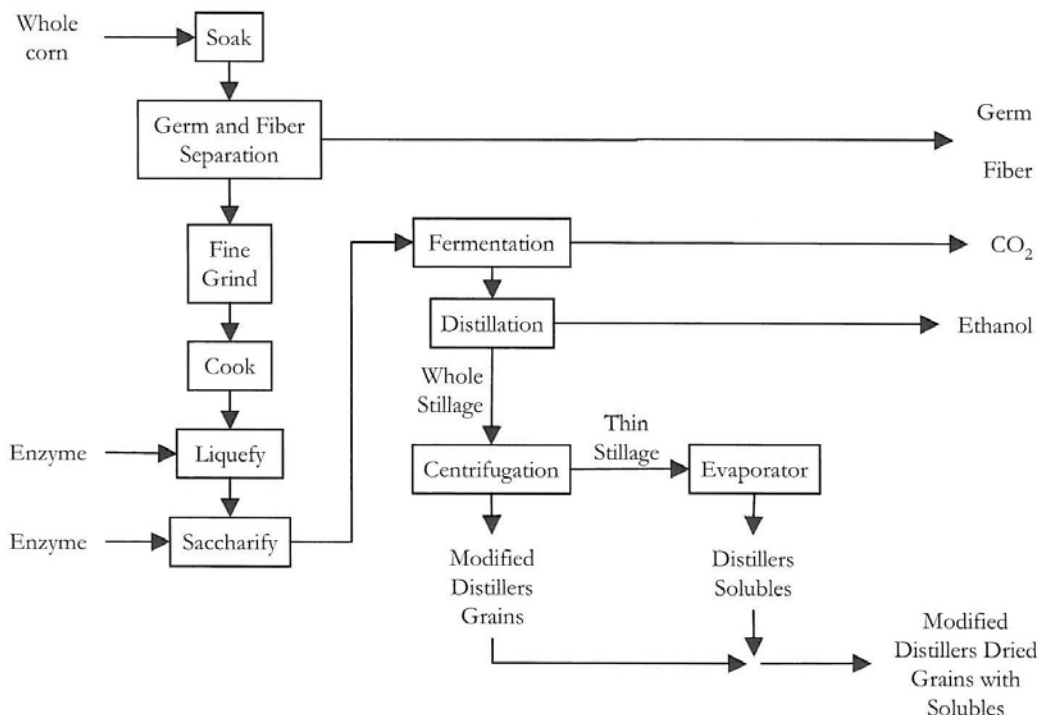 Whole
corn
Soak
Germ and Fiber
Separation
Germ
Fiber
Fine
Grind
Fermentation
CO2
Distillation
Ethanol
Cook
Whole
Stillage
Enzyme
Liquefy
Centrifugation
Thin
Stillage
Evaporator
Enzyme
Saccharify
Modified
Distillers
Grains
Distillers
Solubles
Modified
Distillers Dried
Grains with
Solubles